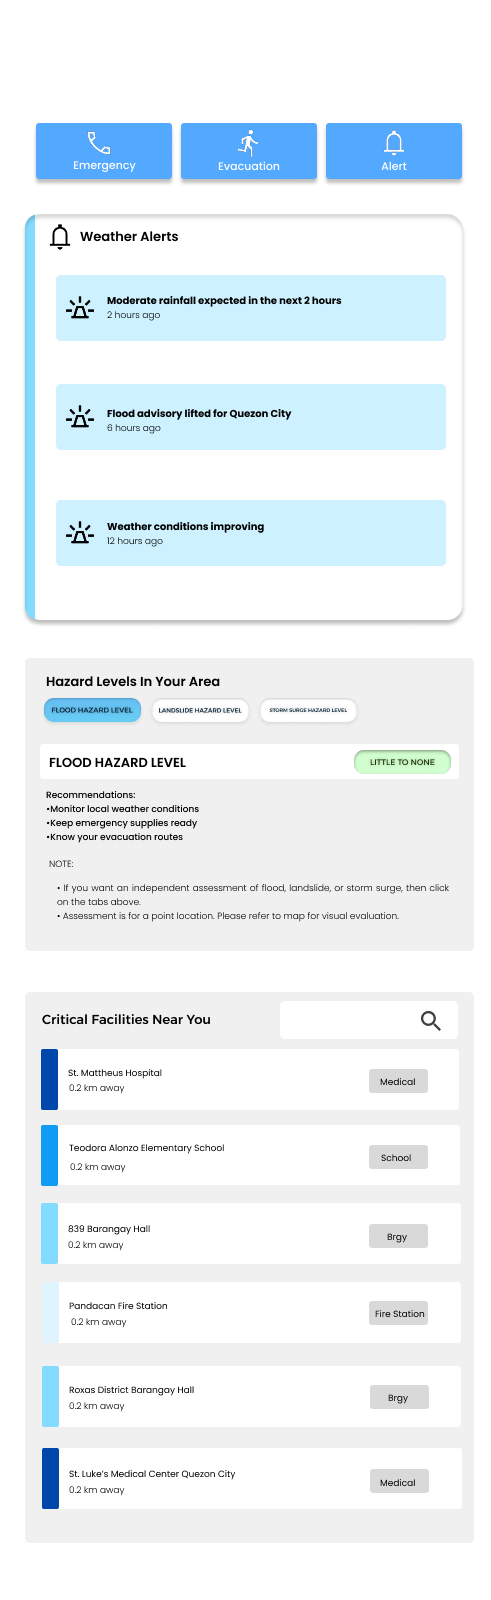 Emergency
Evacuation
Alert
Weather Alerts
Moderate rainfall expected in the next 2 hours
2 hours ago
Flood advisory lifted for Quezon City
6 hours ago
Weather conditions improving
12 hours ago
Hazard Levels In Your Area
FLOOD HAZARD LEVEL
LANDSLIDE HAZARD LEVEL
STORM SURGE HAZARD LEVEL
FLOOD HAZARD LEVEL
LITTLE TO NONE
Recommendations:
•Monitor local weather conditions
•Keep emergency supplies ready
•Know your evacuation routes
NOTE:
• If you want an independent assessment of flood, landslide, or storm surge, then click
on the tabs above.
• Assessment is for a point location. Please refer to map for visual evaluation.
Critical Facilities Near You
St. Mattheus Hospital
0.2 km away
Medical
Teodora Alonzo Elementary School
0.2 km away
School
839 Barangay Hall
0.2 km away
Brgy
Pandacan Fire Station
0.2 km away
Fire Station
Roxas District Barangay Hall
0.2 km away
Brgy
St. Luke's Medical Center Quezon City
0.2 km away
Medical